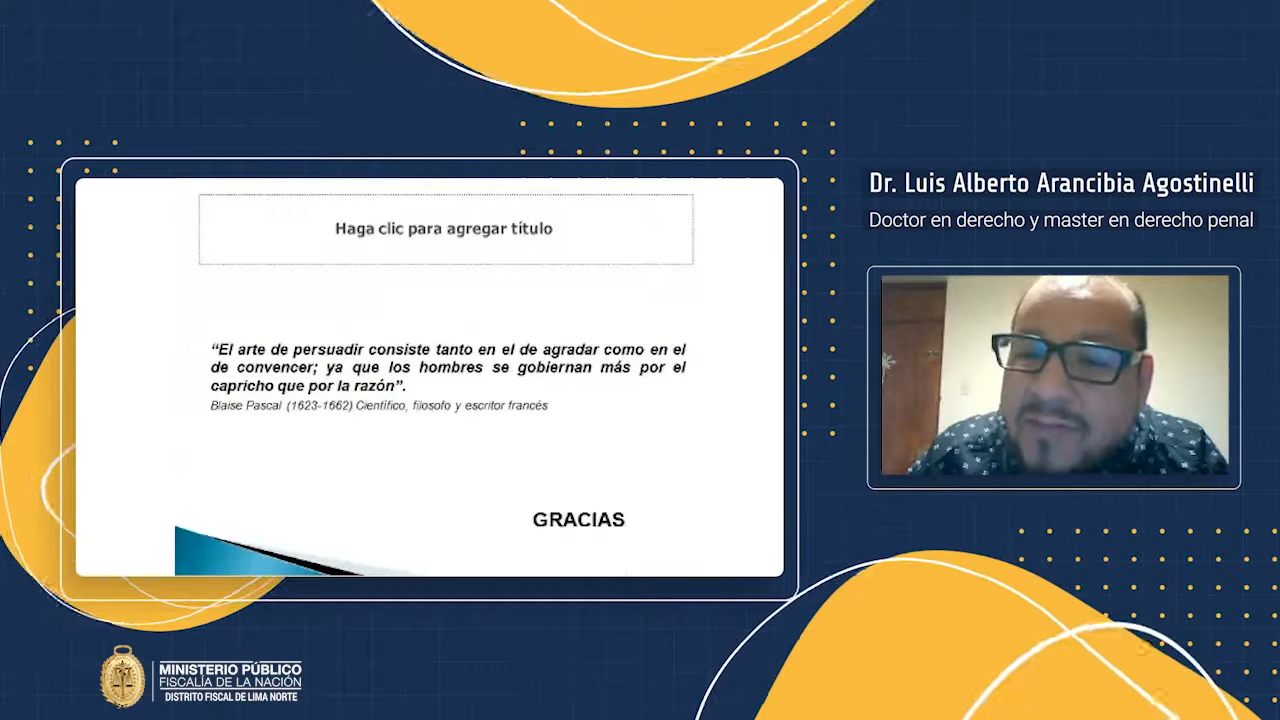 Dr. Luis Alberto Arancibia Agostinelli
Doctor en derecho y master en derecho penal
Haga clic para agregar título
“El arte de persuadir consiste tanto en el de agradar como en el
de convencer; ya que los hombres se gobiernan más por el
capricho que por la razón”.
Blaise Pascal (1623-1662) Científico, filosofo y escritor francés
GRACIAS
MINISTERIO PÚBLICO
FISCALÍA DE LA NACIÓN
DISTRITO FISCAL DE LIMA NORTE